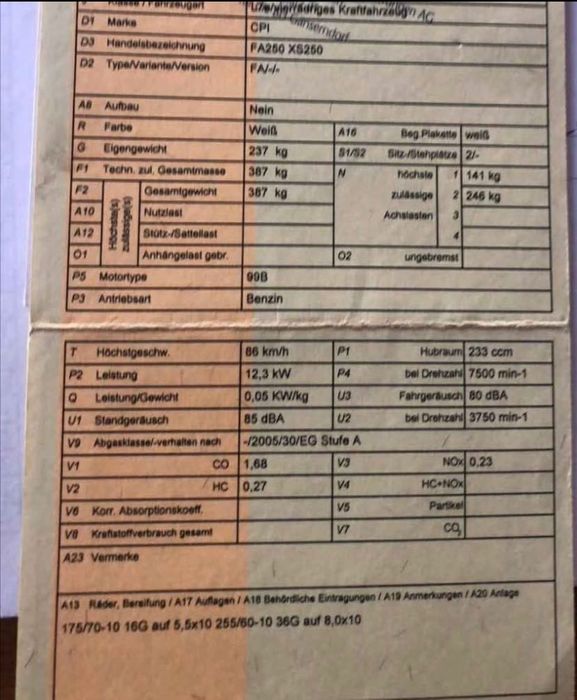 Klasse / Fahrzeugart Vierrädriges Kraftfahrzeug AG
Gänserndorf
D1 Marke CPI
D3 Handelsbezeichnung FA250 XS250
D2 Type/Variante/Version FA/-/-
A8 Aufbau Nein
R Farbe Weiß A16 Beg.Plakette weiß
G Eigengewicht 237 kg S1/S2 Sitz-/Stehplätze 2/-
F1 Techn. zul. Gesamtmasse 387 kg N höchste 1 141 kg
F2 Höchste(s) zulässige(s) Gesamtgewicht 387 kg zulässige 2 246 kg
A10 Nutzlast Achslasten 3
A12 Stütz-/Sattellast 4
O1 Anhängelast gebr. O2 ungebremst
P5 Motortype 99B
P3 Antriebsart Benzin
T Höchstgeschw. 86 km/h P1 Hubraum 233 ccm
P2 Leistung 12,3 kW P4 bei Drehzahl 7500 min-1
Q Leistung/Gewicht 0,05 KW/kg U3 Fahrgeräusch 80 dBA
U1 Standgeräusch 85 dBA U2 bei Drehzahl 3750 min-1
V9 Abgasklasse/-verhalten nach -/2005/30/EG Stufe A
V1 CO 1,68 V3 NOx 0,23
V2 HC 0,27 V4 HC+NOx
V6 Korr. Absorptionskoeff. V5 Partikel
V8 Kraftstoffverbrauch gesamt V7 CO₂
A23 Vermerke
A13 Räder, Bereifung / A17 Auflagen / A18 Behördliche Eintragungen / A19 Anmerkungen / A20 Anlage
175/70-10 16G auf 5,5x10 255/60-10 36G auf 8,0x10